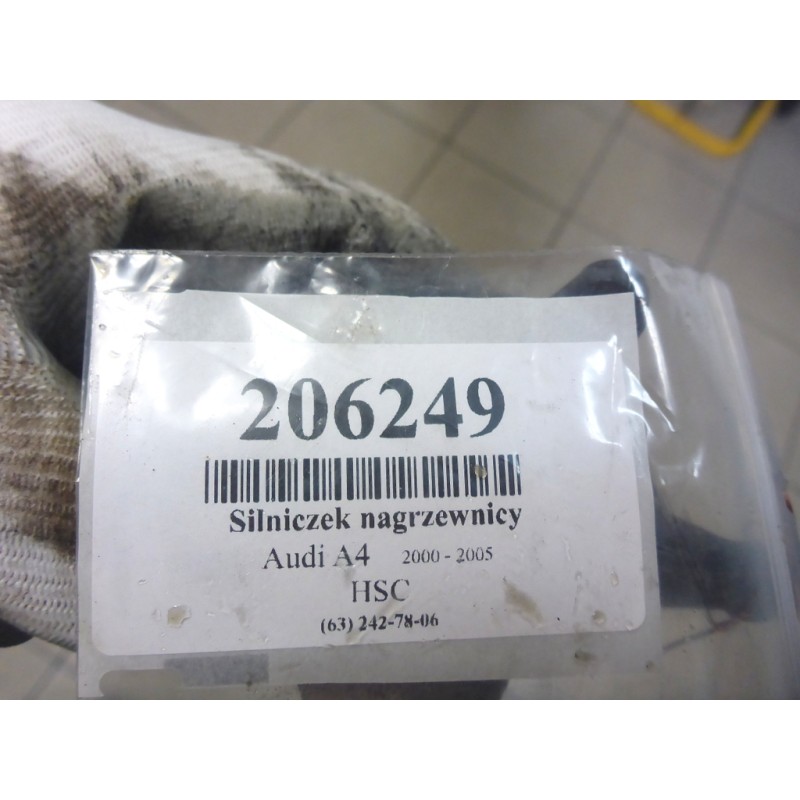 206249
Silniczek nagrzewnicy
Audi A4 2000 - 2005
HSC
(63) 242-78-06